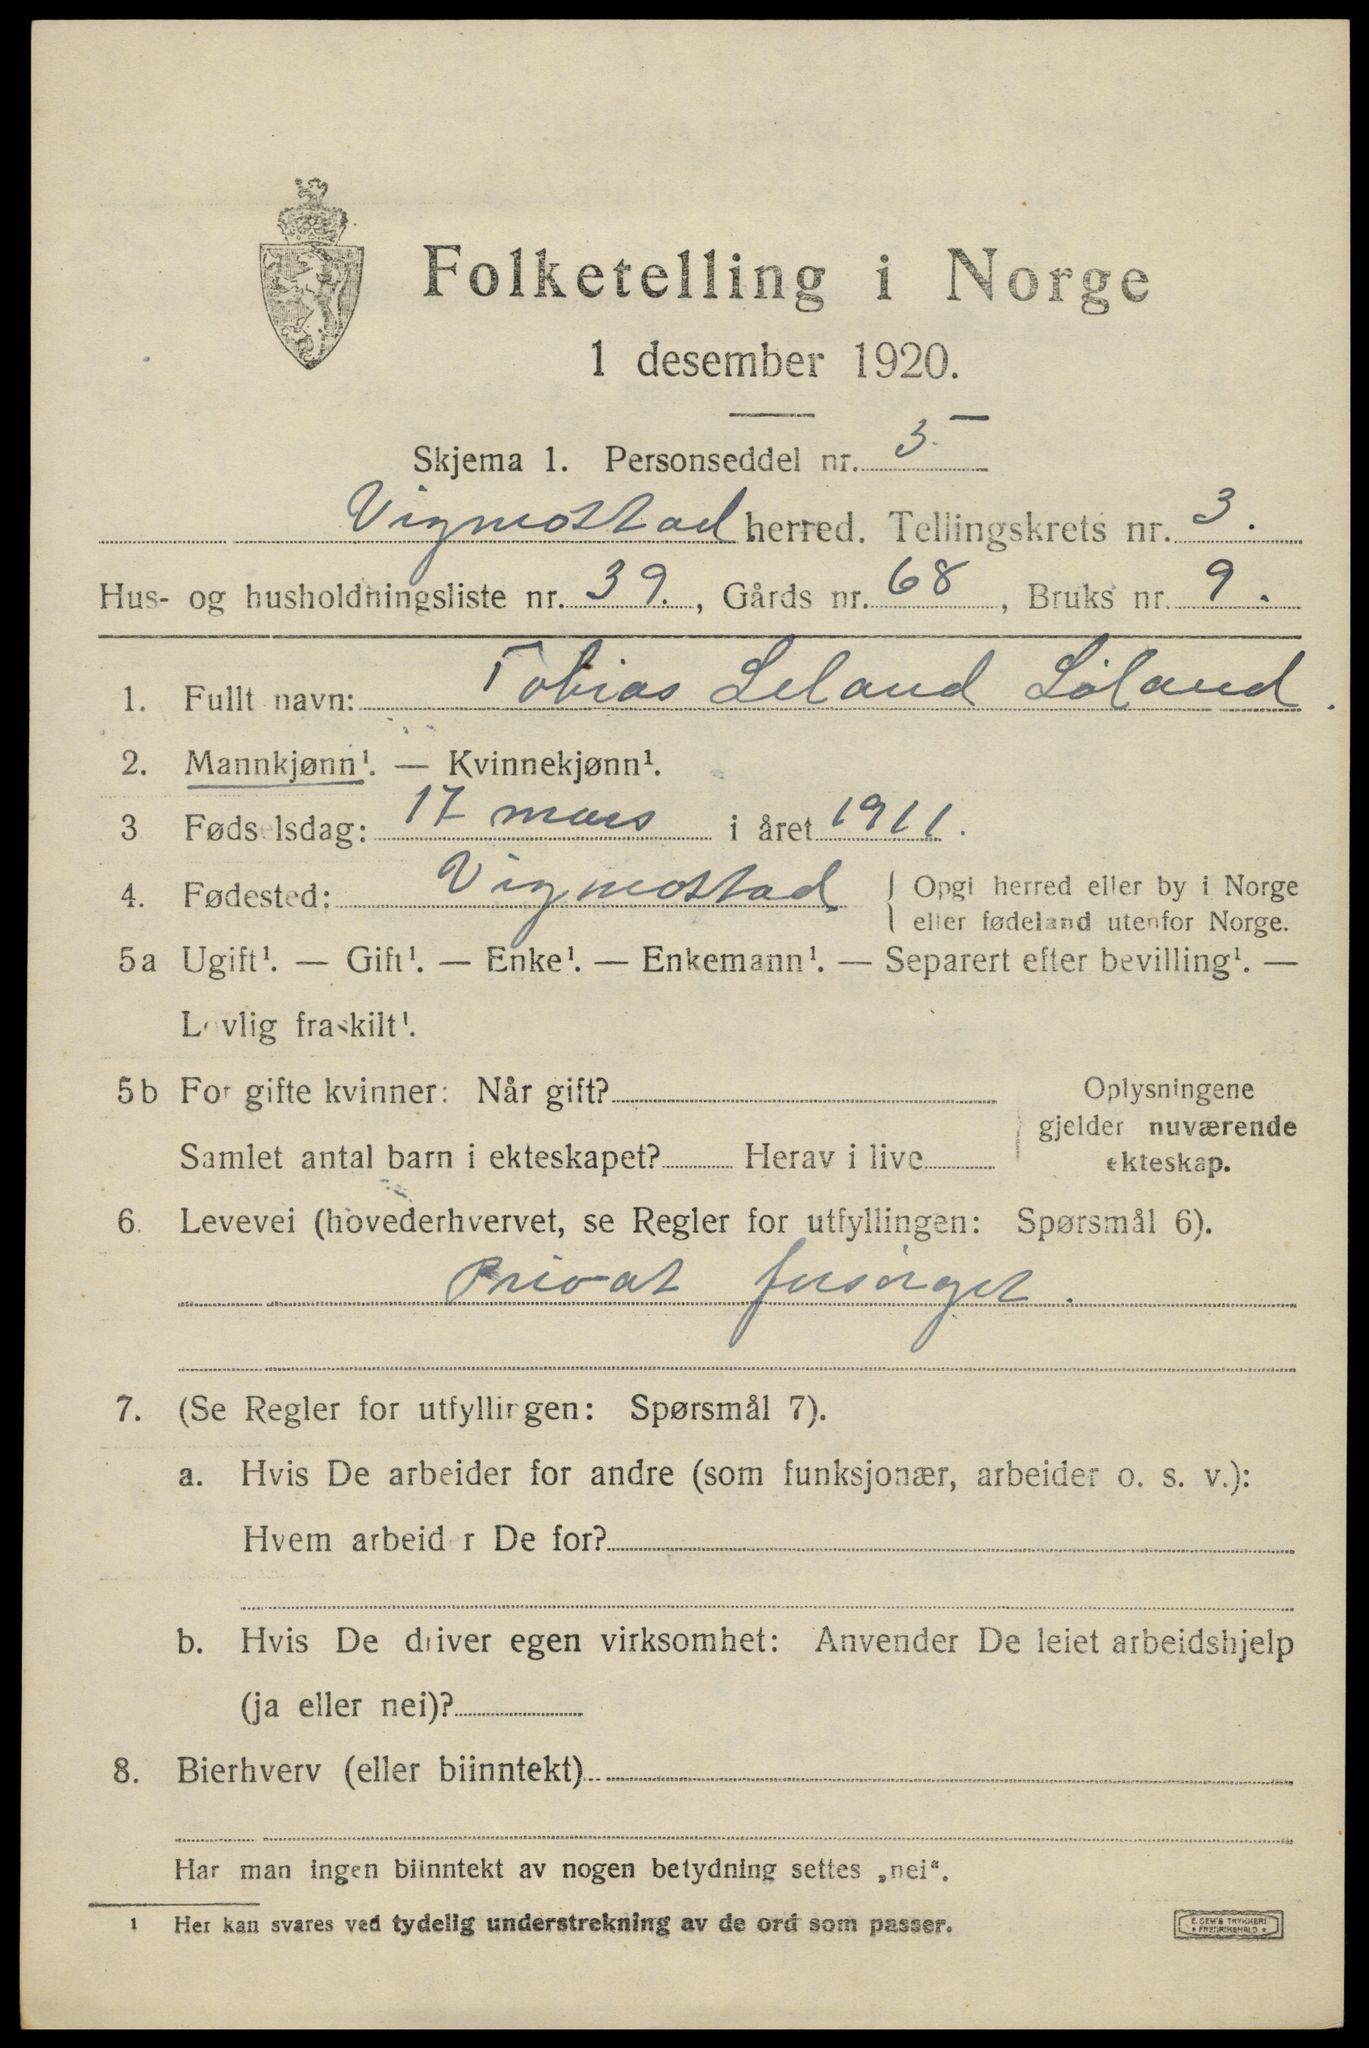 Folketelling i Norge
1 desember 1920.
Skjema 1. Personseddel nr. 5
Vigmostad herred. Tellingskrets nr. 3.
Hus- og husholdningsliste nr. 39., Gårds nr. 68, Bruks nr. 9.
1. Fullt navn: Tobias Leland Løland.
2. Mannkjønn¹. — Kvinnekjønn¹.
3 Fødselsdag: 17 mars i året 1911.
4. Fødested: Vigmostad { Opgi herred eller by i Norge
eller fødeland utenfor Norge.
5a Ugift¹. — Gift¹. — Enke¹. — Enkemann¹. — Separert efter bevilling¹. —
Lovlig fraskilt¹.
5b For gifte kvinner: Når gift? Oplysningene
gjelder nuværende
Samlet antal barn i ekteskapet? Herav i live ekteskap.
6. Levevei (hovederhvervet, se Regler for utfyllingen: Spørsmål 6).
Privat forsørget.
7. (Se Regler for utfyllingen: Spørsmål 7).
a. Hvis De arbeider for andre (som funksjonær, arbeider o. s. v.):
Hvem arbeider De for?
b. Hvis De driver egen virksomhet: Anvender De leiet arbeidshjelp
(ja eller nei)?
8. Bierhverv (eller biinntekt)
Har man ingen biinntekt av nogen betydning settes „nei“.
1 Her kan svares ved tydelig understrekning av de ord som passer.
E. SEM'S TRYKKERI
• FREDRIKSHALD •